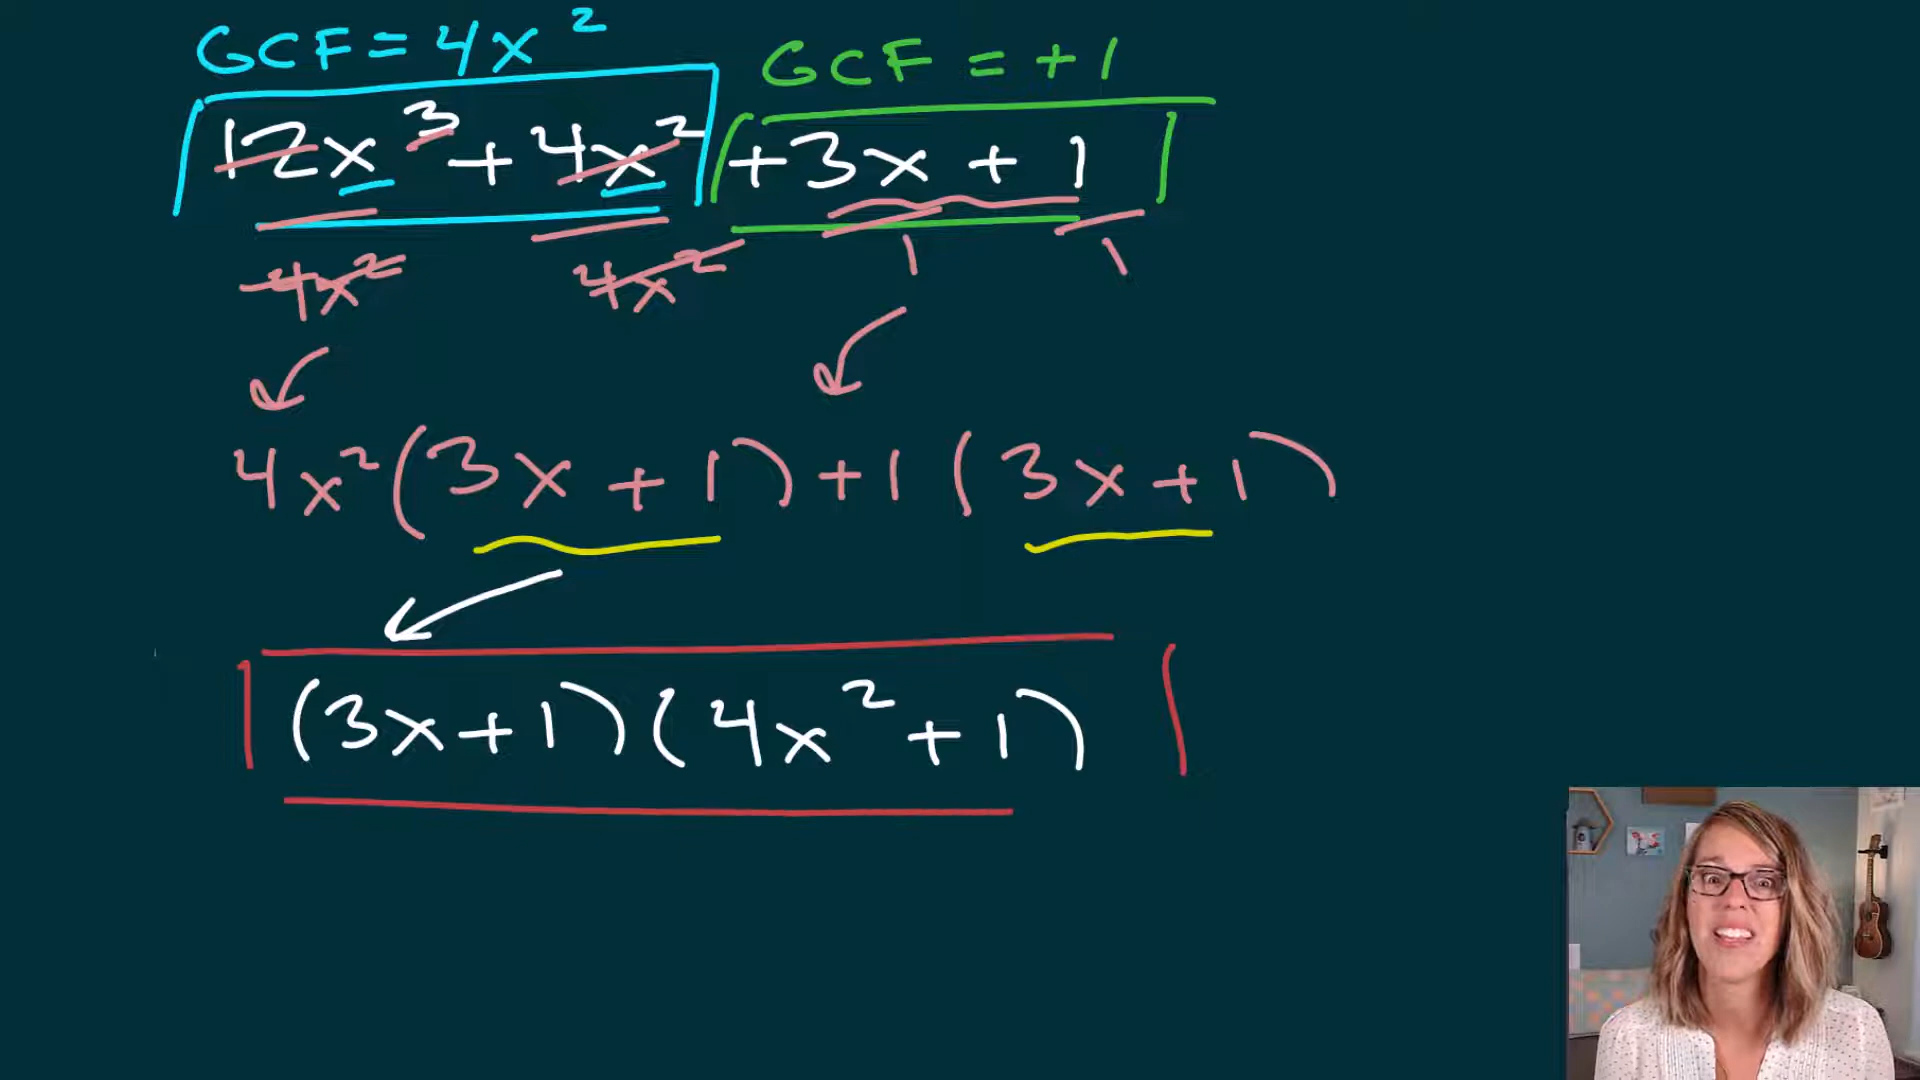 GCF = 4x²
GCF = +1
12x³ + 4x² + 3x + 1
4x² 4x² 1 1
4x² (3x + 1) + 1 (3x + 1)
(3x + 1) (4x² + 1)